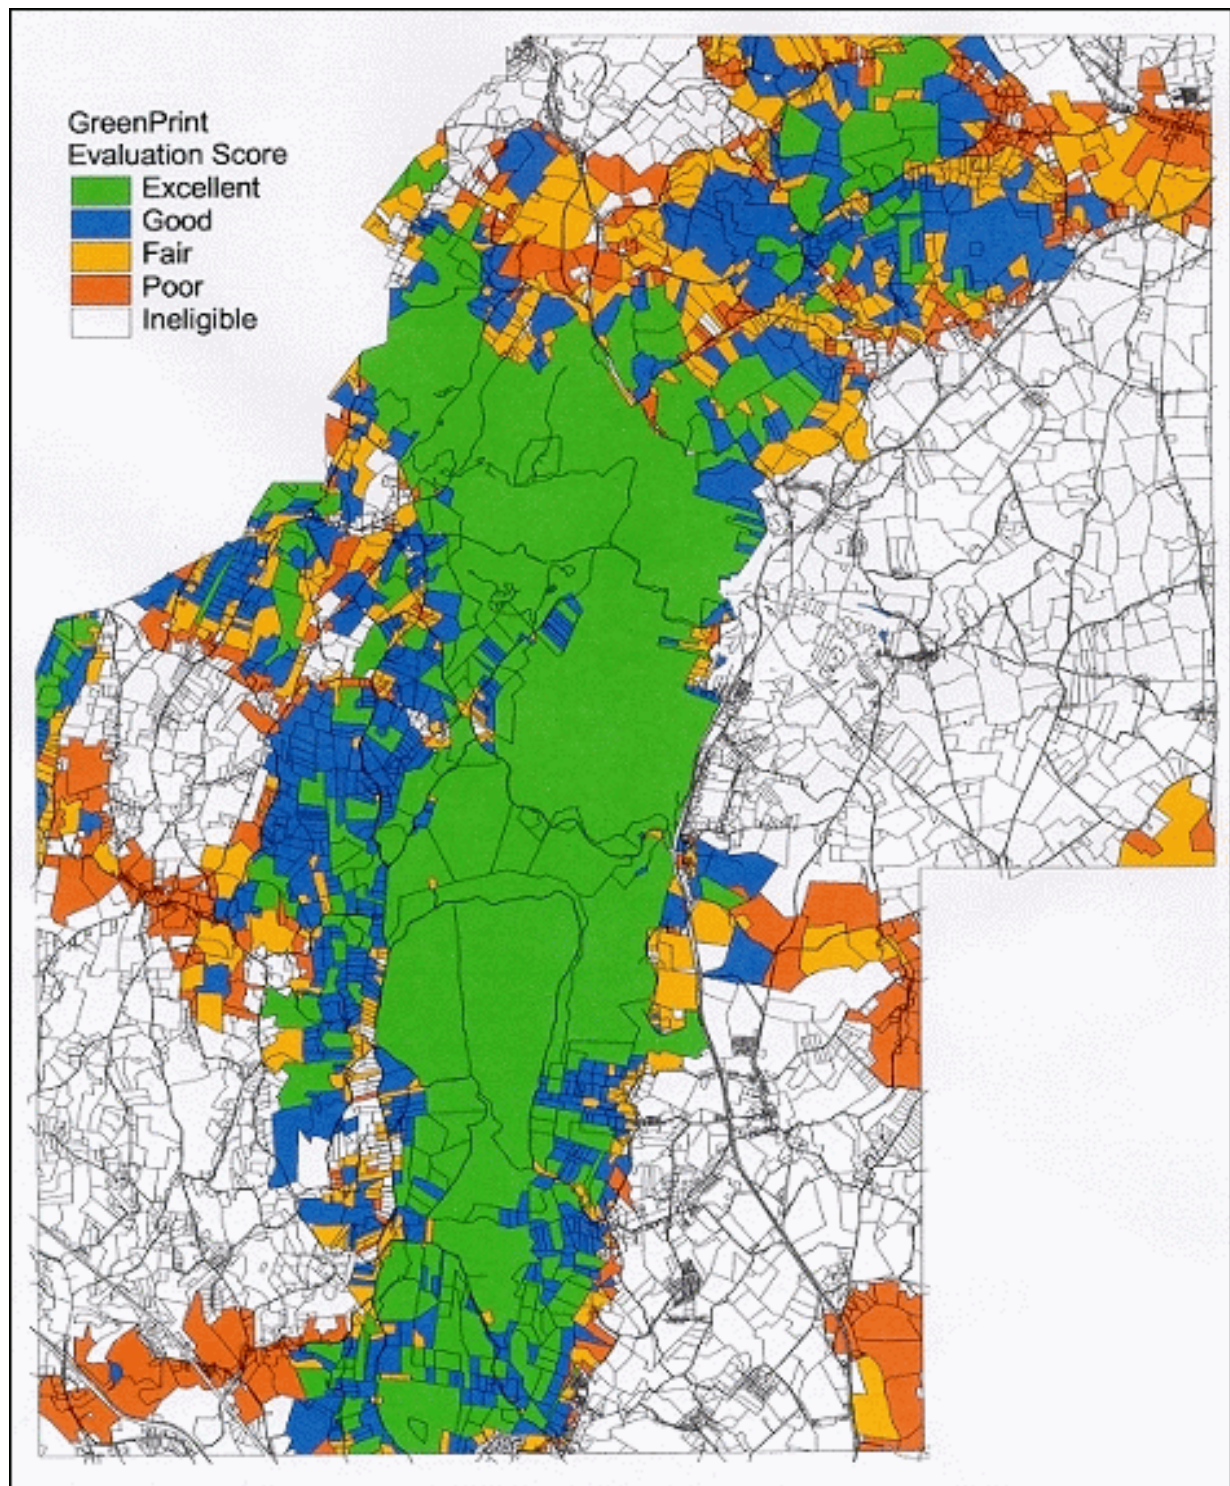 GreenPrint
Evaluation Score
Excellent
Good
Fair
Poor
Ineligible